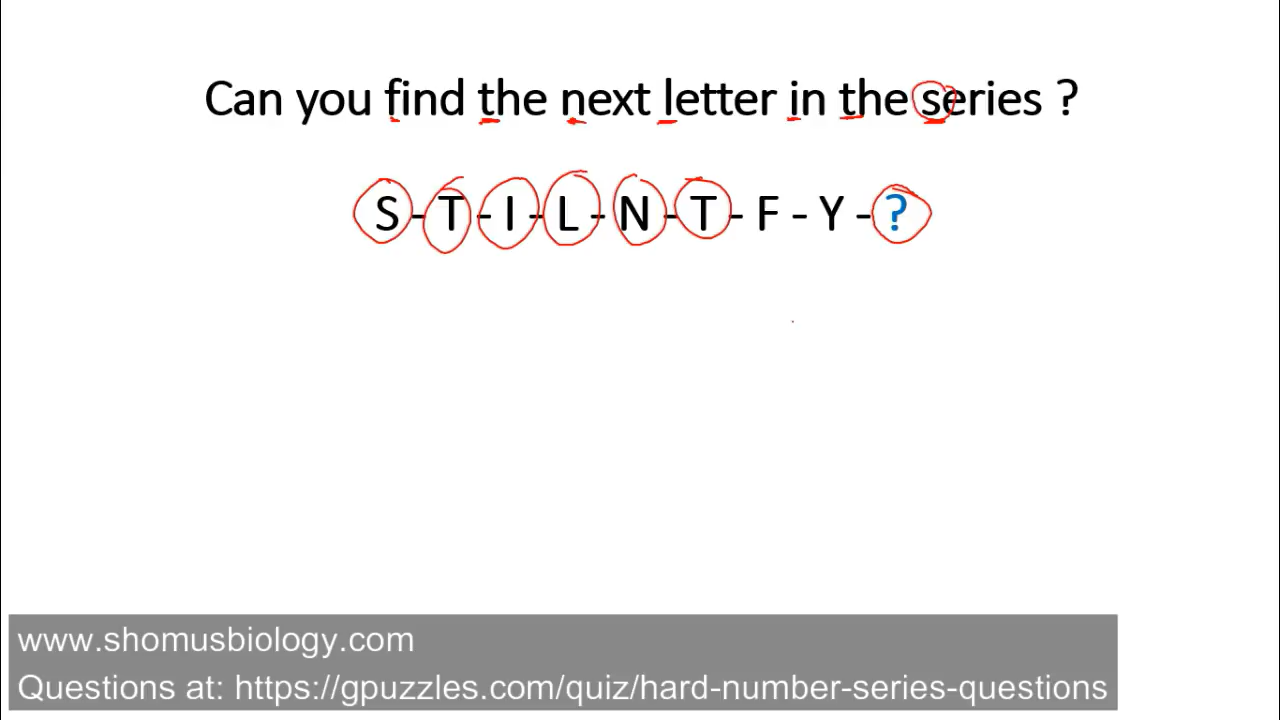 Can you find the next letter in the series ?
S - T - I - L - N - T - F - Y - ?
www.shomusbiology.com
Questions at: https://gpuzzles.com/quiz/hard-number-series-questions